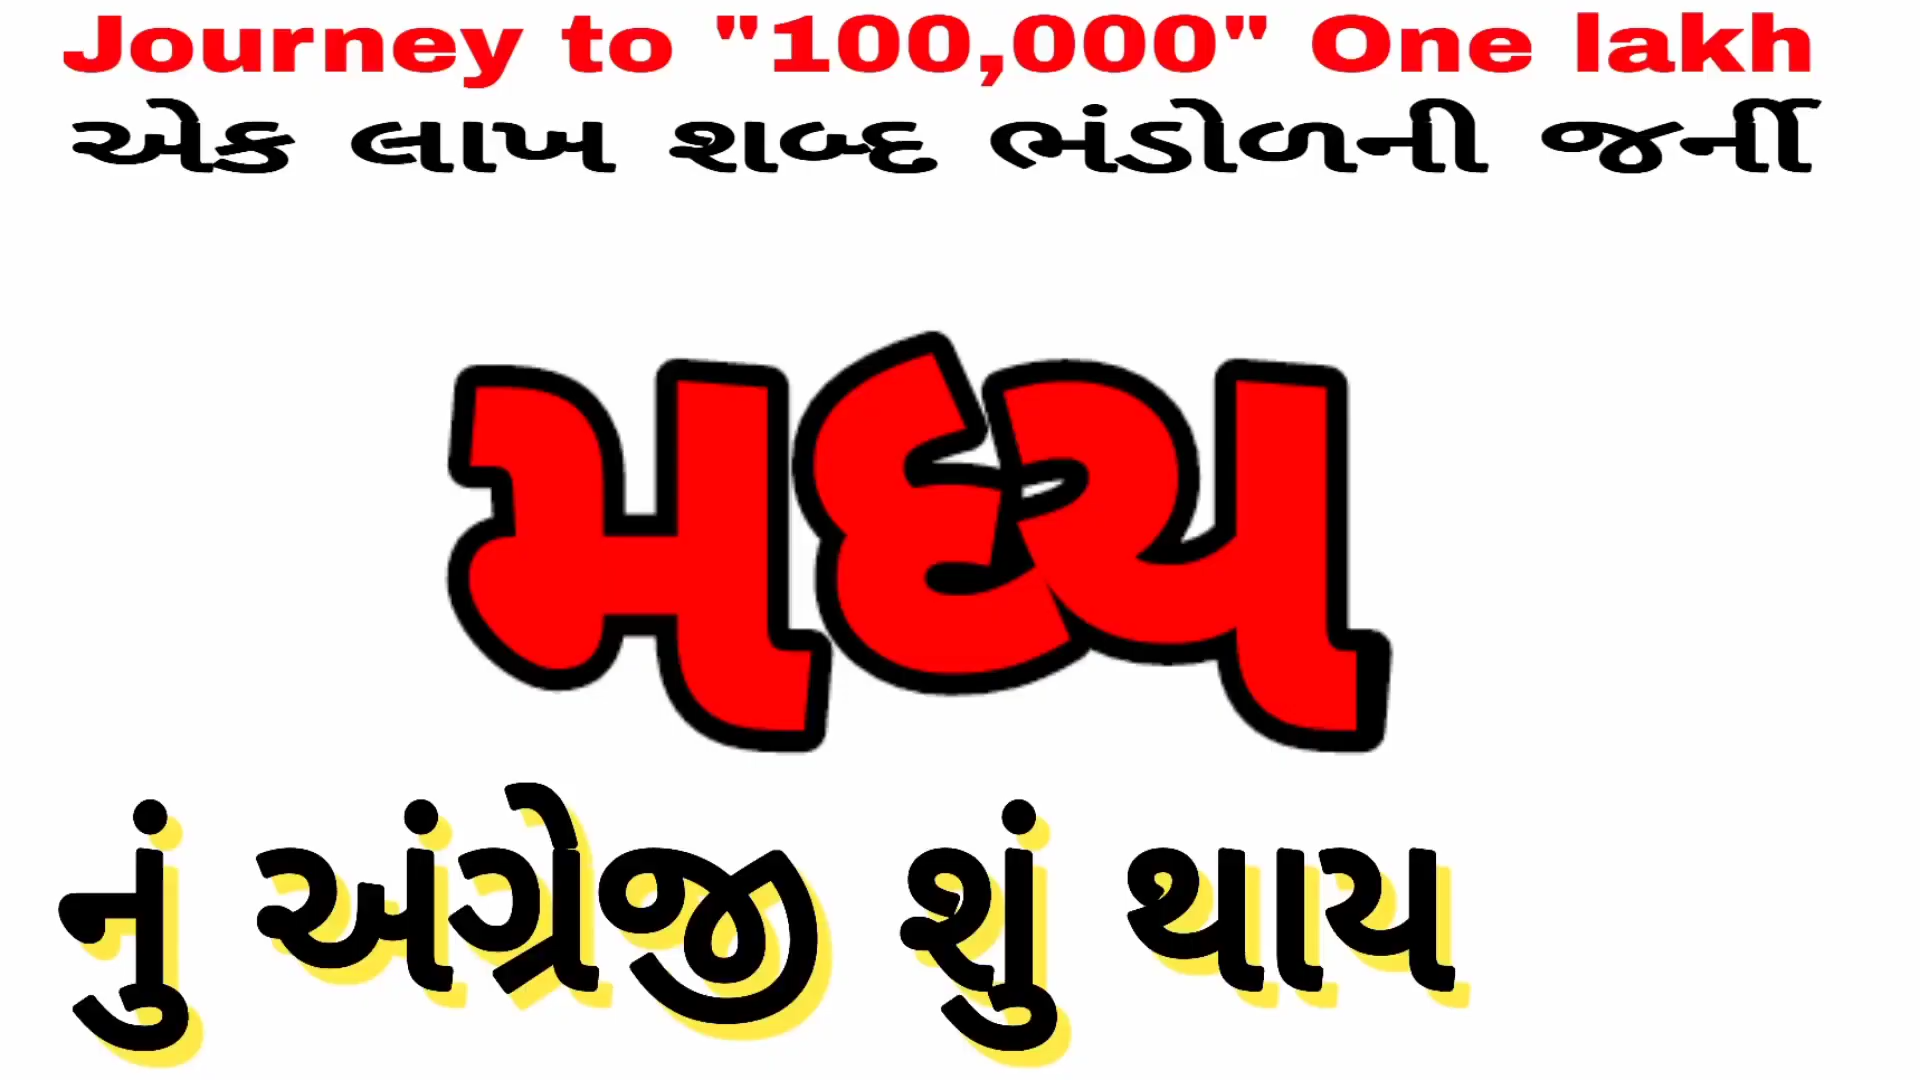 Journey to "100,000" One lakh
એક લાખ શબ્દ ભંડોળની જર્ની
મધ્ય
નું અંગ્રેજી શું થાય